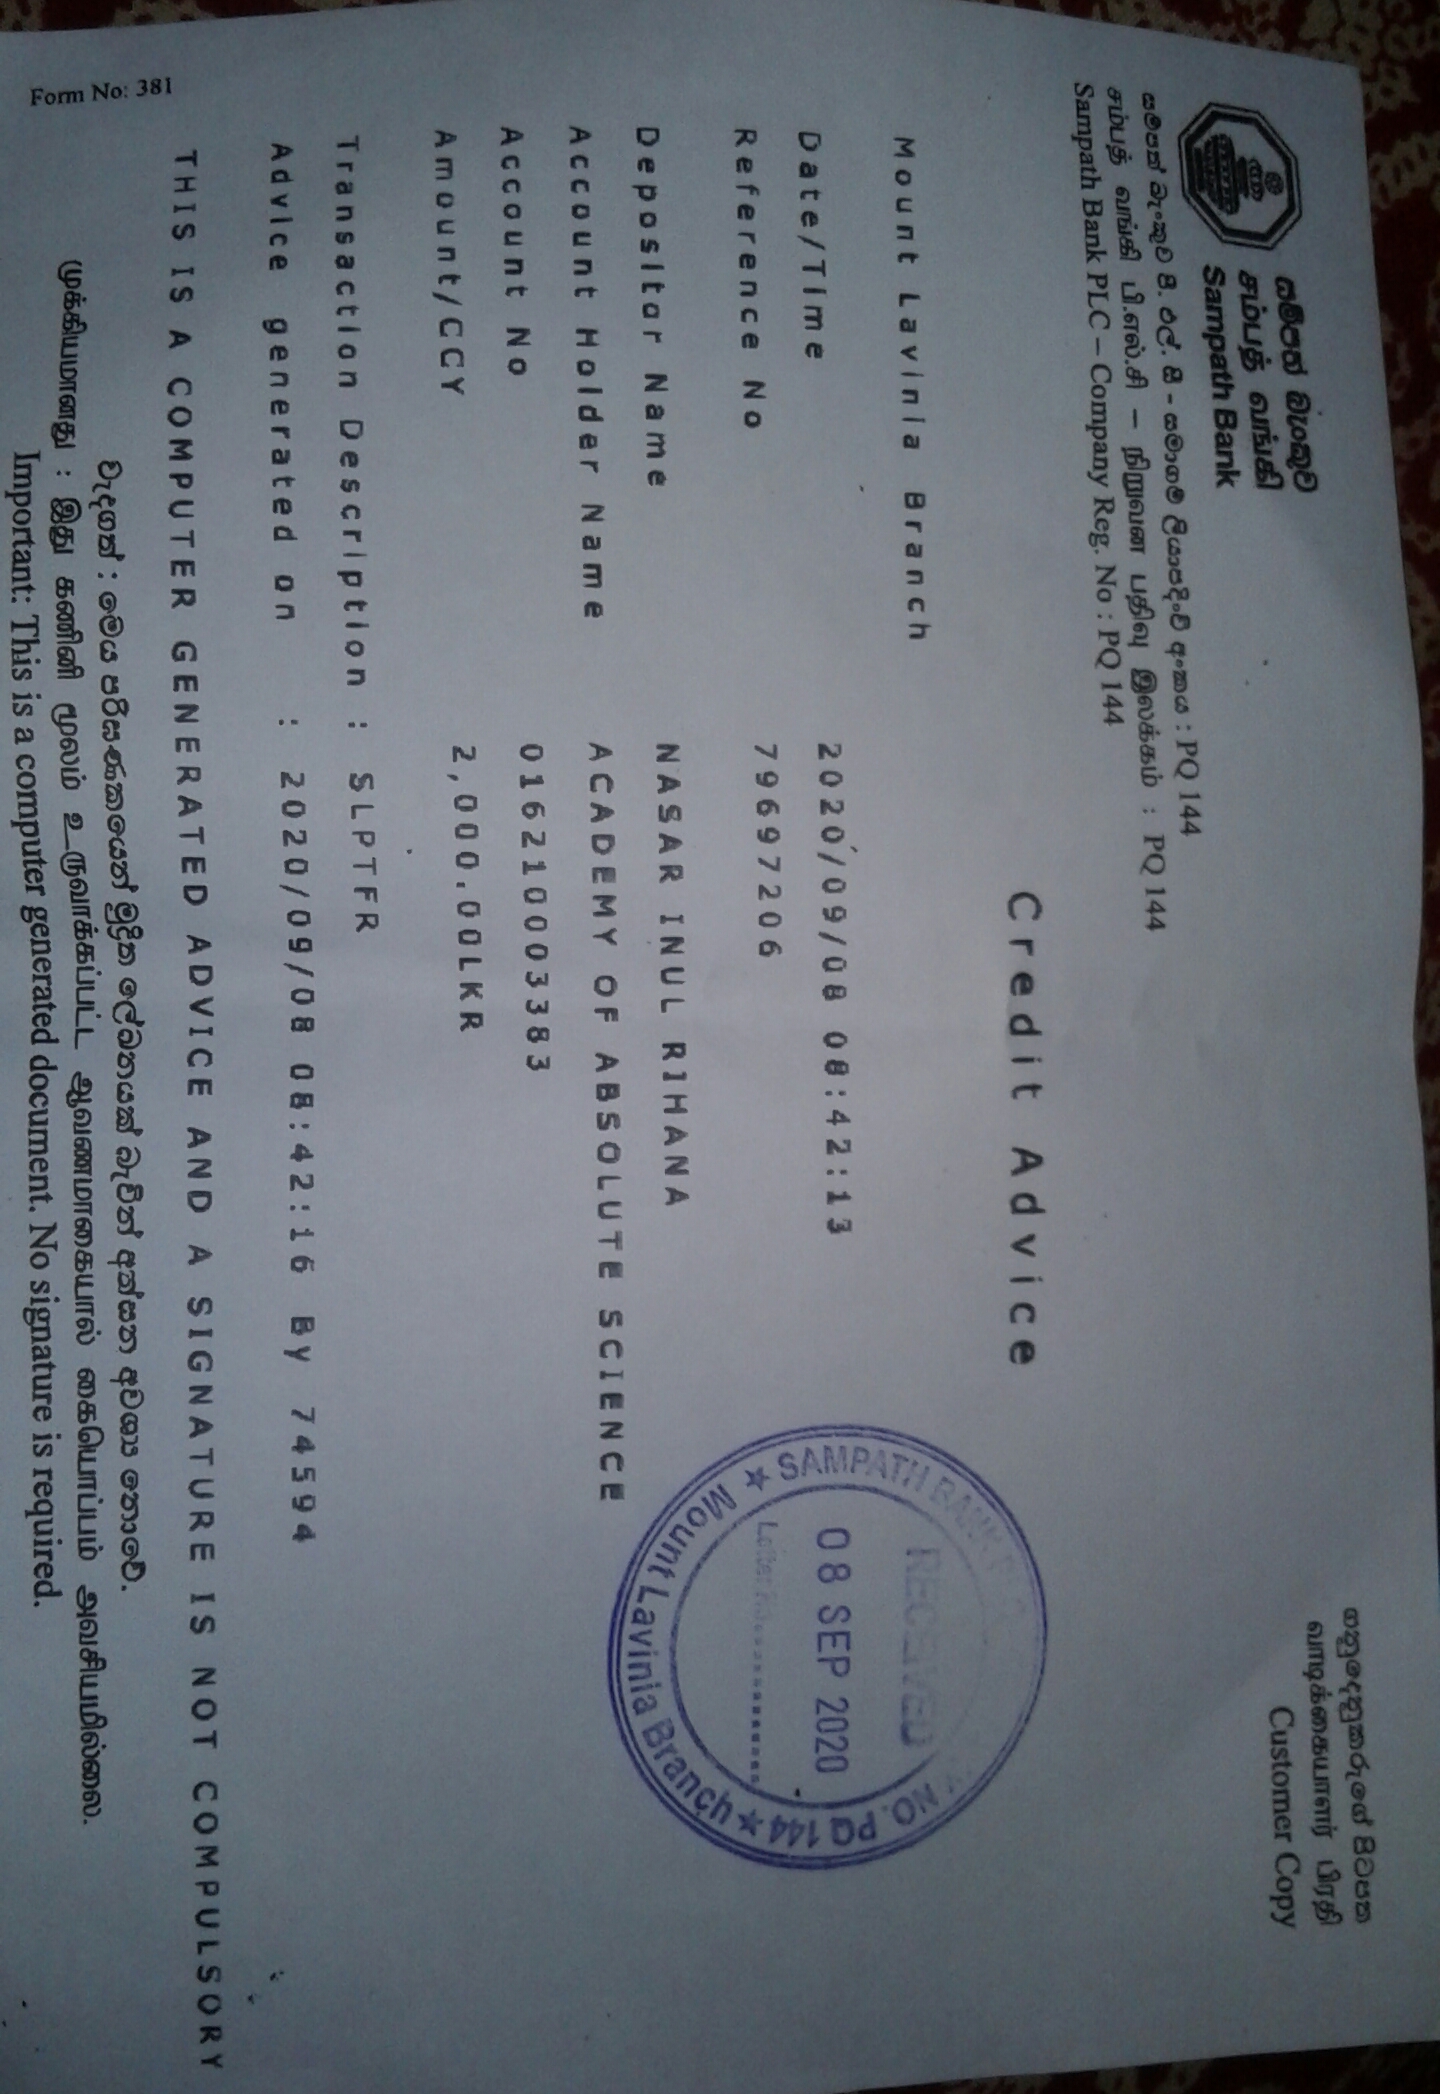 සම්පත් බැංකුව
சம்பத் வங்கி
Sampath Bank
සම්පත් බැංකුව පී. එල්. සී - සමාගම් ලියාපදිංචි අංකය : PQ 144
சம்பத் வங்கி பி.எல்.சி – நிறுவன பதிவு இலக்கம் : PQ 144
Sampath Bank PLC – Company Reg. No : PQ 144
ගනුදෙනුකරුගේ පිටපත
வாடிக்கையாளர் பிரதி
Customer Copy
Credit Advice
Mount Lavinia Branch
Date/Time 2020/09/08 08:42:13
Reference No 79697206
Depositor Name NASAR INUL RIHANA
Account Holder Name ACADEMY OF ABSOLUTE SCIENCE
Account No 016210003383
Amount/CCY 2,000.00LKR
Transaction Description : SLPTFR
Advice generated on : 2020/09/08 08:42:16 By 74594
THIS IS A COMPUTER GENERATED ADVICE AND A SIGNATURE IS NOT COMPULSORY
වැදගත් : මෙය පරිගණකයෙන් මුද්‍රිත ලේඛනයක් බැවින් අත්සන අවශ්‍ය නොවේ.
முக்கியமானது : இது கணினி மூலம் உருவாக்கப்பட்ட ஆவணமாகையால் கையொப்பம் அவசியமில்லை.
Important: This is a computer generated document. No signature is required.
Form No: 381
SAMPATH BANK
NO. PQ 144
RECEIVED
08 SEP 2020
Mount Lavinia Branch